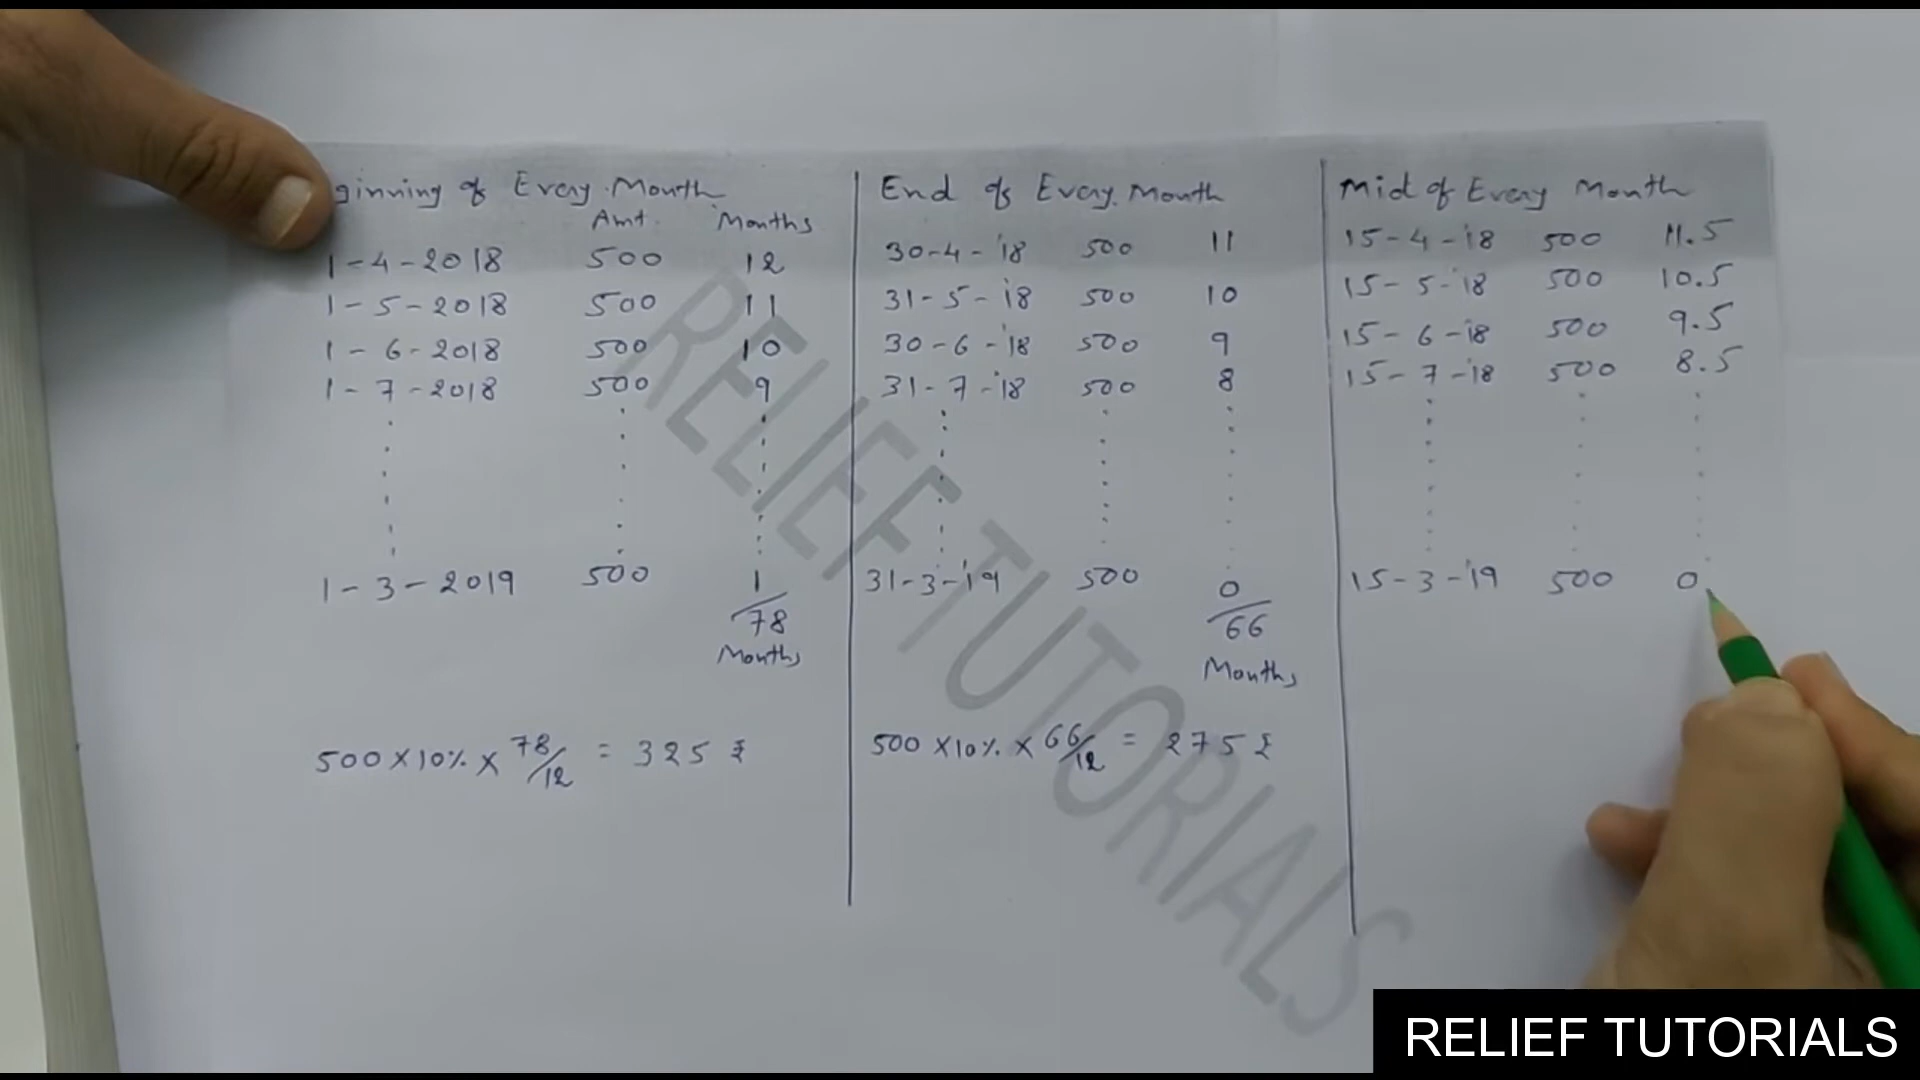 ginning of Every Month
Amt. Months
1-4-2018 500 12
1-5-2018 500 11
1-6-2018 500 10
1-7-2018 500 9
1-3-2019 500 1
78
Months
500 X 10% X 78/12 = 325 ₹
End of Every Month
30-4-'18 500 11
31-5-'18 500 10
30-6-'18 500 9
31-7-'18 500 8
31-3-'19 500 0
66
Months
500 X 10% X 66/12 = 275 ₹
Mid of Every Month
15-4-'18 500 11.5
15-5-'18 500 10.5
15-6-'18 500 9.5
15-7-'18 500 8.5
15-3-'19 500 0.
RELIEF TUTORIALS
RELIEF TUTORIALS